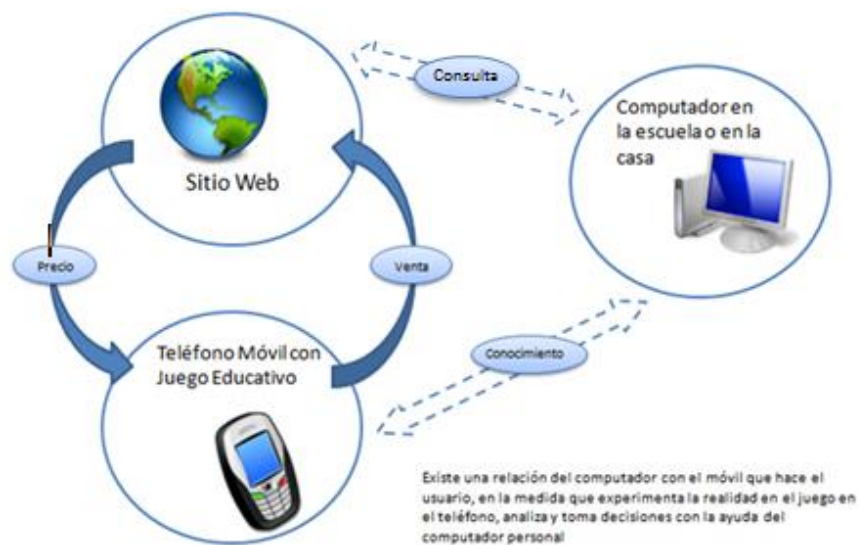 Consulta
Computador en
la escuela o en la
casa
Sitio Web
Precio
Venta
Teléfono Móvil con
Juego Educativo
Conocimiento
Existe una relación del computador con el móvil que hace el
usuario, en la medida que experimenta la realidad en el juego en
el teléfono, analiza y toma decisiones con la ayuda del
computador personal